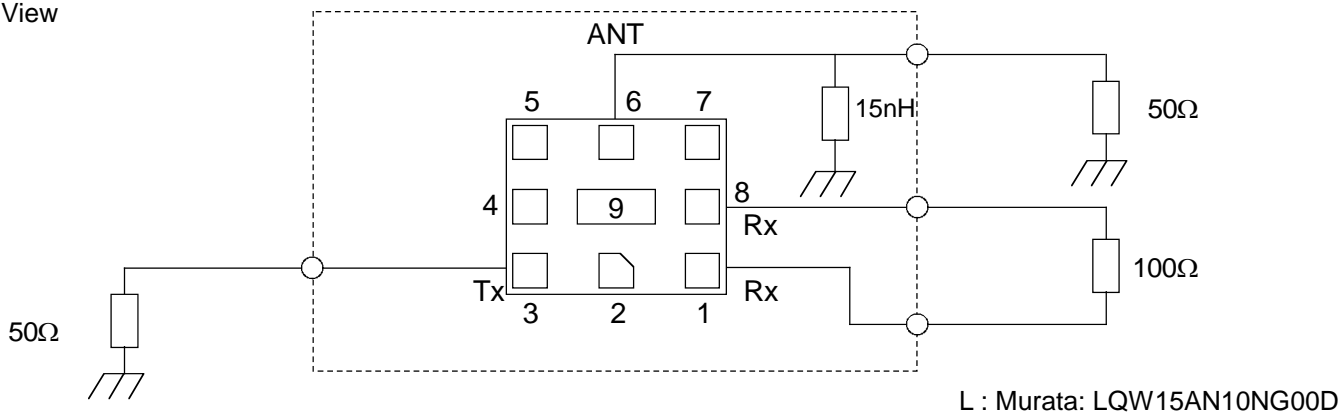 View
ANT
5 6 7
15nH
50Ω
4
9
8
Rx
100Ω
Tx
Rx
3 2 1
50Ω
L : Murata: LQW15AN10NG00D